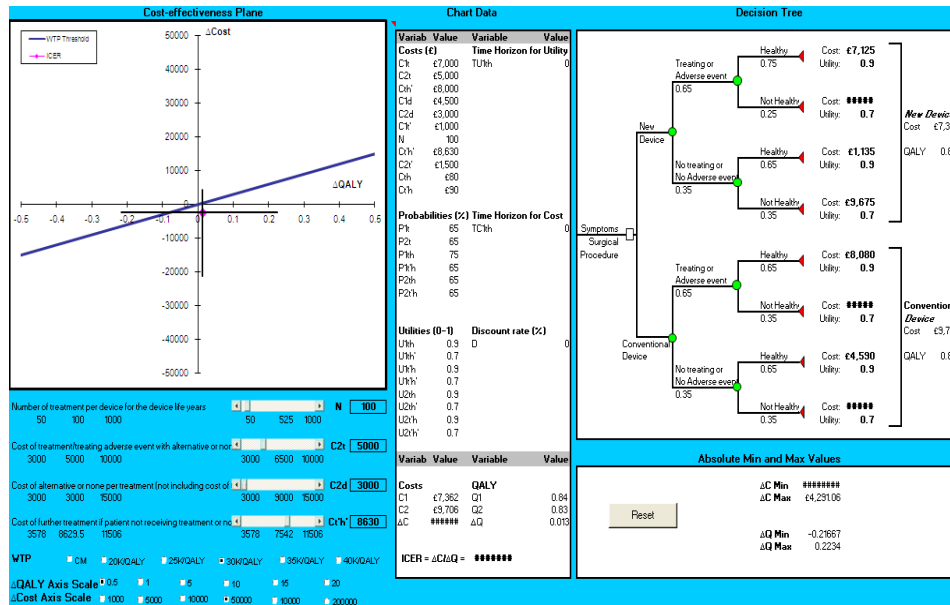 Cost-effectiveness Plane
ΔCost
WTP Threshold
ICER
50000
40000
30000
20000
10000
0
-10000
-20000
-30000
-40000
-50000
ΔQALY
-0.5 -0.4 -0.3 -0.2 -0.1 0 0.1 0.2 0.3 0.4 0.5
Number of treatment per device for the device life years
50 100 1000
50 525 1000
N 100
Cost of treatment/treating adverse event with alternative or nor
3000 5000 10000
3000 6500 10000
C2t 5000
Cost of alternative or none per treatment (not including cost of
3000 3000 15000
3000 9000 15000
C2d 3000
Cost of further treatment if patient not receiving treatment or no
3578 8629.5 11506
3578 7542 11506
Ct'h' 8630
WTP CM 20K/QALY 25K/QALY 30K/QALY 35K/QALY 40K/QALY
ΔQALY Axis Scale 0.5 1 5 10 15 20
ΔCost Axis Scale 1000 5000 10000 50000 10000 200000
Chart Data
Variab Value Variable Value
Costs (£) Time Horizon for Utility
C1t £7,000 TU1th 0
C2t £5,000
Cth' £8,000
C1d £4,500
C2d £3,000
C1t' £1,000
N 100
Ct'h' £8,630
C2t' £1,500
Cth £80
Ct'h £90
Probabilities (%) Time Horizon for Cost
P1t 65 TC1th 0
P2t 65
P1th 75
P1t'h 65
P2th 65
P2t'h 65
Utilities (0-1) Discount rate (%)
U1th 0.9 D 0
U1th' 0.7
U1t'h 0.9
U1t'h' 0.7
U2th 0.9
U2th' 0.7
U2t'h 0.9
U2t'h' 0.7
Variab Value Variable Value
Costs QALY
C1 £7,362 Q1 0.84
C2 £9,706 Q2 0.83
ΔC ###### ΔQ 0.013
ICER = ΔC/ΔQ = #######
Decision Tree
Symptoms
Surgical
Procedure
New
Device
Treating or
Adverse event
0.65
Healthy
0.75
Cost: £7,125
Utility: 0.9
Not Healthy
0.25
Cost: #####
Utility: 0.7
No treating or
No Adverse event
0.35
Healthy
0.65
Cost: £1,135
Utility: 0.9
Not Healthy
0.35
Cost: £9,675
Utility: 0.7
New Device
Cost £7,3
QALY 0.8
Conventional
Device
Treating or
Adverse event
0.65
Healthy
0.65
Cost: £8,080
Utility: 0.9
Not Healthy
0.35
Cost: #####
Utility: 0.7
No treating or
No Adverse event
0.35
Healthy
0.65
Cost: £4,590
Utility: 0.9
Not Healthy
0.35
Cost: #####
Utility: 0.7
Convention
Device
Cost £9,7
QALY 0.8
Absolute Min and Max Values
Reset
ΔC Min ########
ΔC Max £4,291.06
ΔQ Min -0.21667
ΔQ Max 0.2234